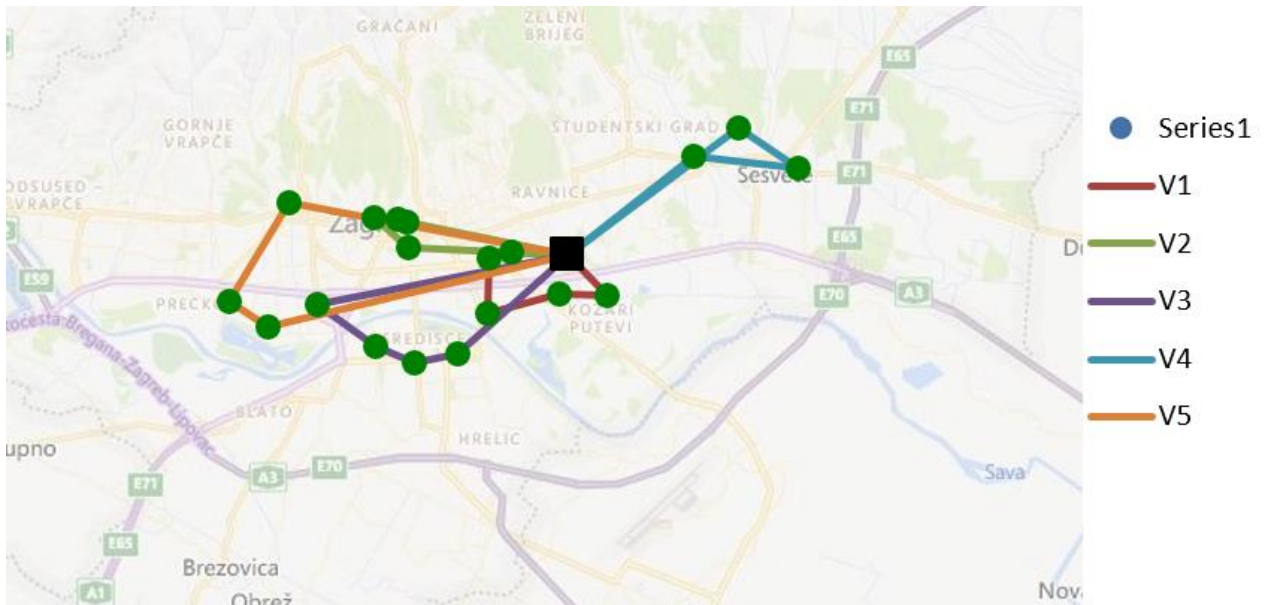 GRAČANI
ZELENI
BRIJEG
E65
E71
GORNJE
VRAPČE
STUDENTSKI GRAD
Series1
E71
Sesvete
V1
ODSUSED –
VRAPČE
RAVNICE
Zag
V2
E65
E59
PRECKO
E70
A3
V3
KOZARI
PUTEVI
kocesta Bregana-Zagreb-Lipovac
SREDIŠĆE
V4
BLATO
V5
HRELIĆ
upno
A3
E70
Sava
E71
E65
Brezovica
A1
Obrež
Nov